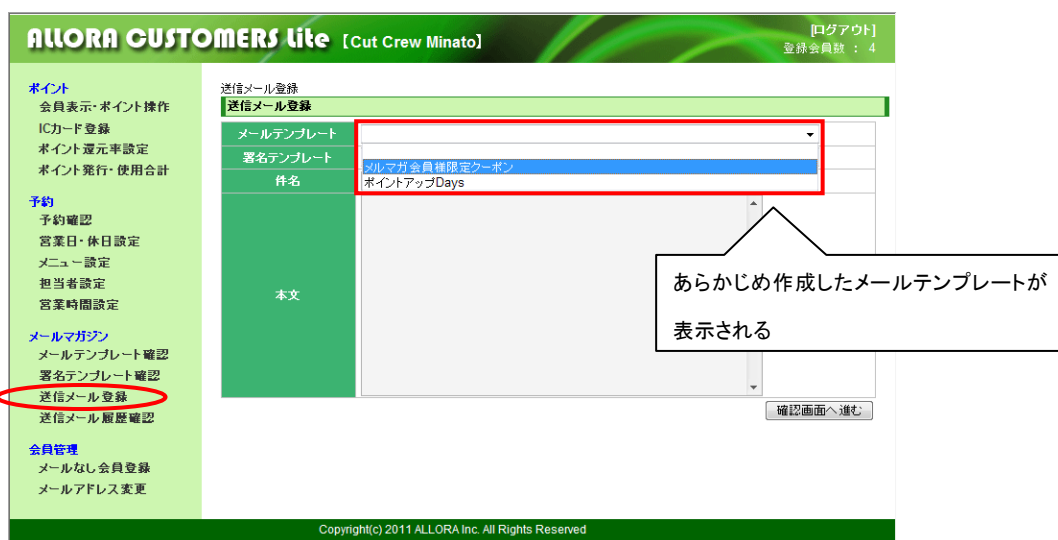 ALLORA CUSTOMERS Lite【Cut Crew Minato】
[ログアウト]
登録会員数 : 4
ポイント
会員表示･ポイント操作
ICカード登録
ポイント還元率設定
ポイント発行･使用合計
予約
予約確認
営業日･休日設定
メニュー設定
担当者設定
営業時間設定
メールマガジン
メールテンプレート確認
署名テンプレート確認
送信メール登録
送信メール履歴確認
会員管理
メールなし会員登録
メールアドレス変更
送信メール登録
送信メール登録
メールテンプレート
署名テンプレート
メルマガ会員様限定クーポン
件名
ポイントアップDays
本文
あらかじめ作成したメールテンプレートが
表示される
確認画面へ進む
Copyright(c) 2011 ALLORA Inc. All Rights Reserved